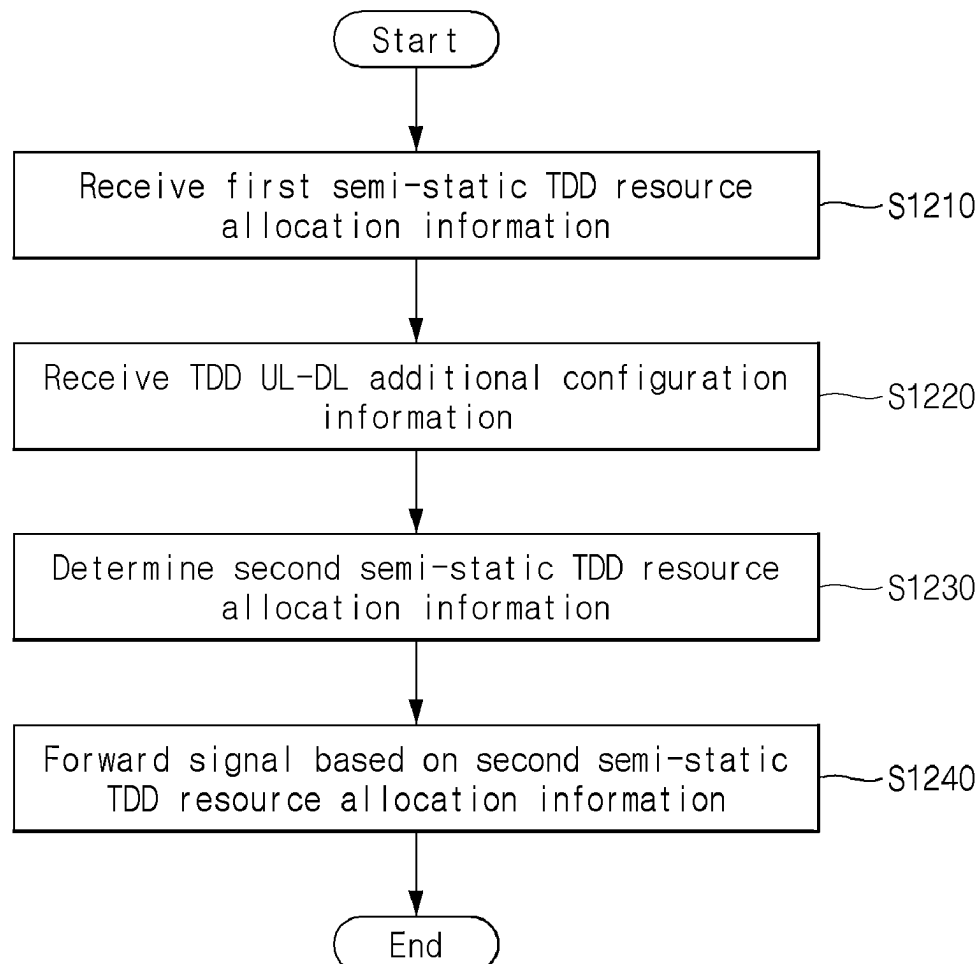 Start
Receive first semi-static TDD resource
allocation information
S1210
Receive TDD UL-DL additional configuration
information
S1220
Determine second semi-static TDD resource
allocation information
S1230
Forward signal based on second semi-static
TDD resource allocation information
S1240
End